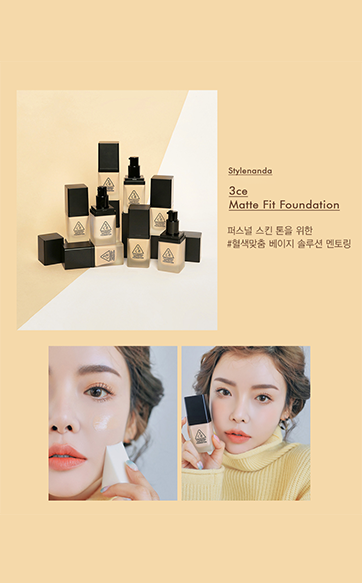 Stylenanda
3ce
Matte Fit Foundation
퍼스널 스킨 톤을 위한
#혈색맞춤 베이지 솔루션 멘토링